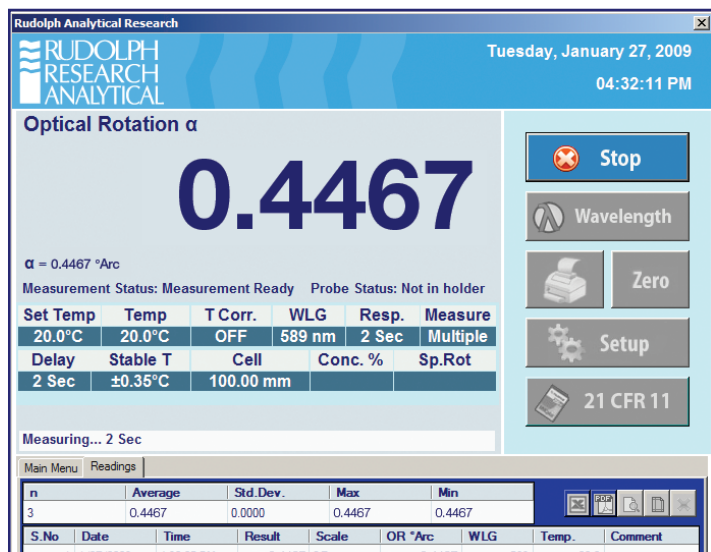 Rudolph Analytical Research
RUDOLPH
RESEARCH
ANALYTICAL
Tuesday, January 27, 2009
04:32:11 PM
Optical Rotation α
0.4467
α = 0.4467 °Arc
Measurement Status: Measurement Ready Probe Status: Not in holder
Set Temp Temp T Corr. WLG Resp. Measure
20.0°C 20.0°C OFF 589 nm 2 Sec Multiple
Delay Stable T Cell Conc. % Sp.Rot
2 Sec ±0.35°C 100.00 mm
Measuring... 2 Sec
Stop
Wavelength
Zero
Setup
21 CFR 11
Main Menu Readings
n Average Std.Dev. Max Min
3 0.4467 0.0000 0.4467 0.4467
PDF
S.No Date Time Result Scale OR °Arc WLG Temp. Comment